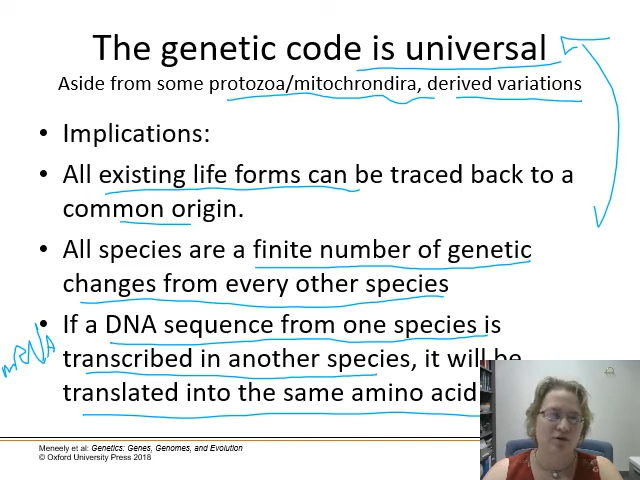 The genetic code is universal
Aside from some protozoa/mitochrondira, derived variations
• Implications:
• All existing life forms can be traced back to a
common origin.
• All species are a finite number of genetic
changes from every other species
• If a DNA sequence from one species is
mRNA
transcribed in another species, it will be
translated into the same amino acid
Meneely et al: Genetics: Genes, Genomes, and Evolution
© Oxford University Press 2018